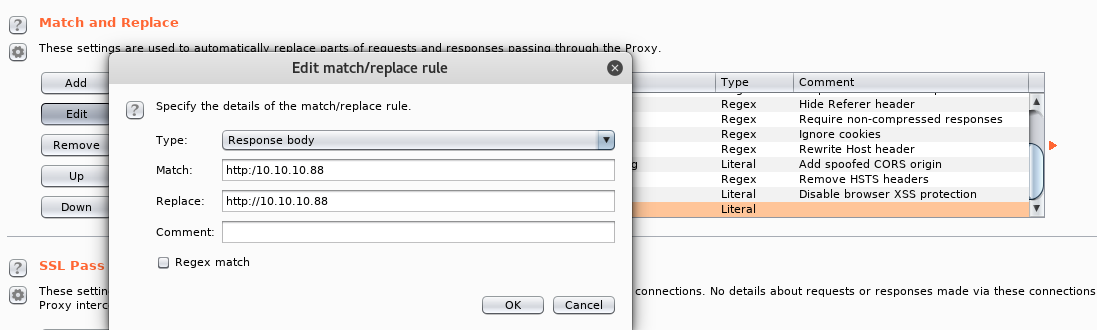 Match and Replace
These settings are used to automatically replace parts of requests and responses passing through the Proxy.
Add
Edit
Remove
Up
Down
Edit match/replace rule
Specify the details of the match/replace rule.
Type: Response body
Match: http:/10.10.10.88
Replace: http://10.10.10.88
Comment:
Regex match
OK Cancel
Type Comment
Regex Hide Referer header
Regex Require non-compressed responses
Regex Ignore cookies
Regex Rewrite Host header
g Literal Add spoofed CORS origin
Regex Remove HSTS headers
Literal Disable browser XSS protection
Literal
SSL Pass
These settin connections. No details about requests or responses made via these connections
Proxy interc